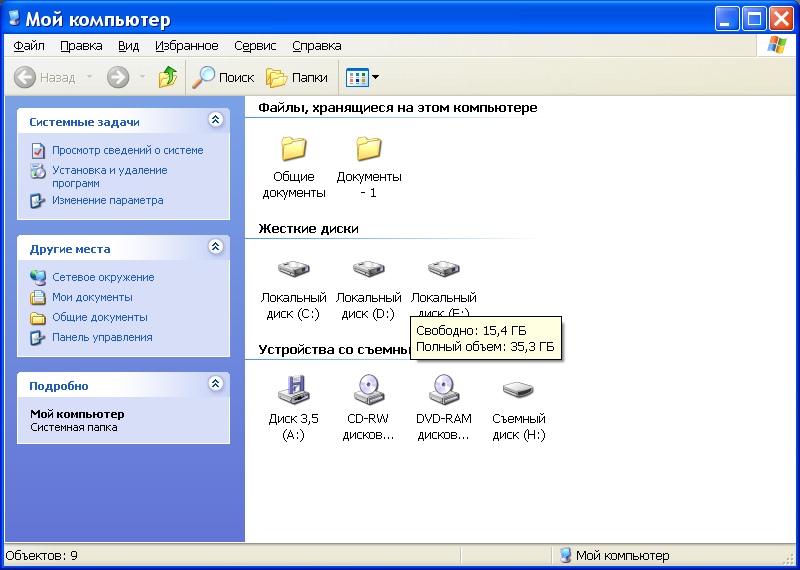 Мой компьютер
Файл Правка Вид Избранное Сервис Справка
Назад Поиск Папки
Системные задачи
Просмотр сведений о системе
Установка и удаление
программ
Изменение параметра
Другие места
Сетевое окружение
Мои документы
Общие документы
Панель управления
Подробно
Мой компьютер
Системная папка
Файлы, хранящиеся на этом компьютере
Общие
документы
Документы
- 1
Жесткие диски
Локальный
диск (C:)
Локальный
диск (D:)
Локальный
диск (E:)
Свободно: 15,4 ГБ
Полный объем: 35,3 ГБ
Устройства со съемны
Диск 3,5
(A:)
CD-RW
дисков...
DVD-RAM
дисков...
Съемный
диск (H:)
Объектов: 9
Мой компьютер